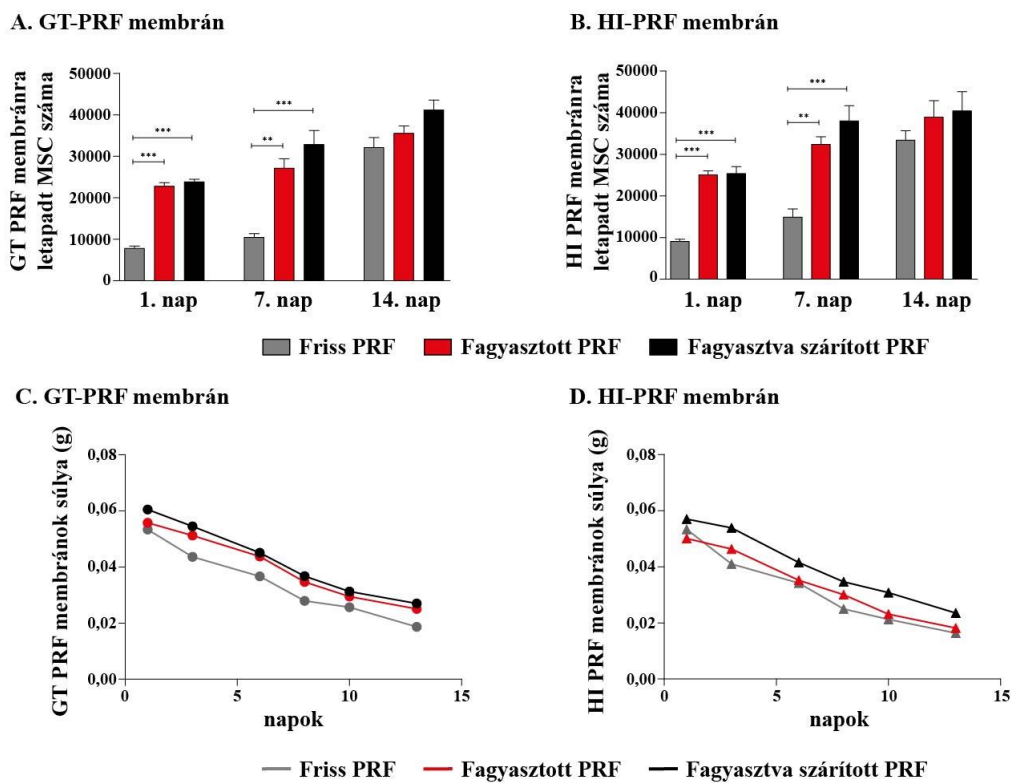 A. GT-PRF membrán
GT PRF membránra
letapadt MSC száma
50000
40000
30000
20000
10000
0
***
***
***
**
1. nap
7. nap
14. nap
B. HI-PRF membrán
HI PRF membránra
letapadt MSC száma
50000
40000
30000
20000
10000
0
***
***
***
**
1. nap
7. nap
14. nap
Friss PRF
Fagyasztott PRF
Fagyasztva szárított PRF
C. GT-PRF membrán
GT PRF membránok súlya (g)
0,08
0,06
0,04
0,02
0,00
0
5
10
15
napok
D. HI-PRF membrán
HI PRF membránok súlya (g)
0,08
0,06
0,04
0,02
0,00
0
5
10
15
napok
Friss PRF
Fagyasztott PRF
Fagyasztva szárított PRF